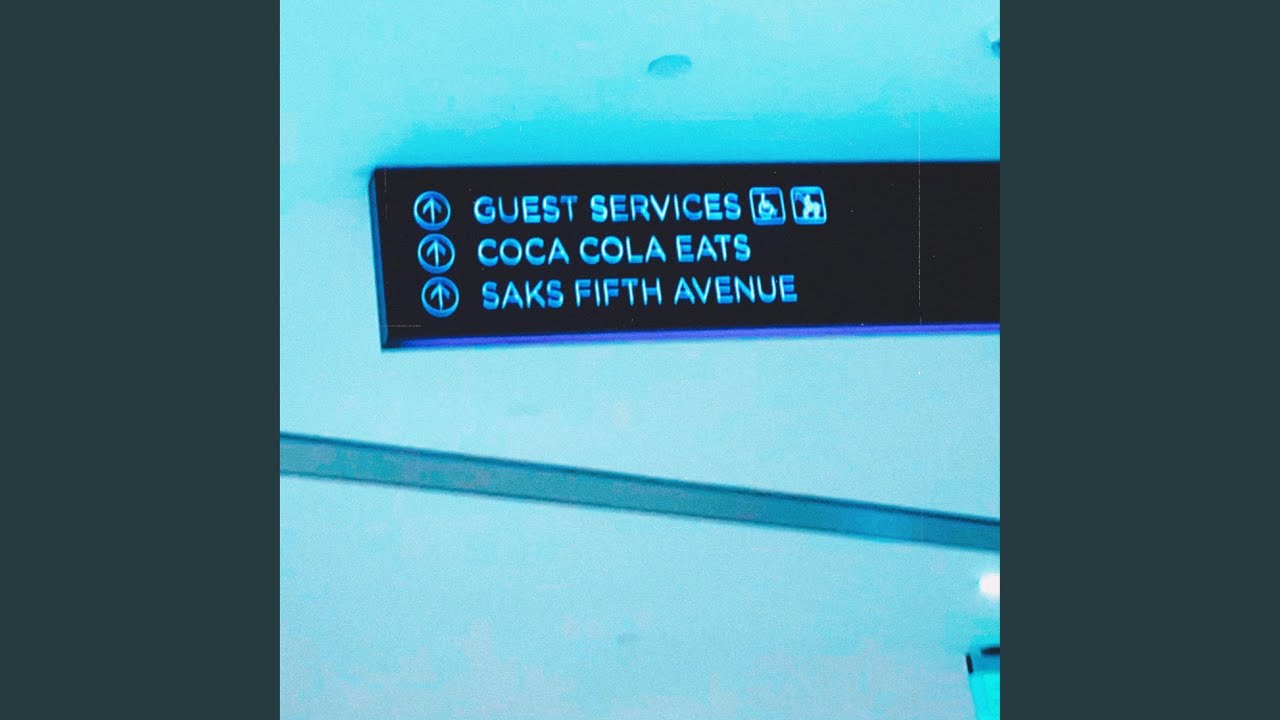 GUEST SERVICES
COCA COLA EATS
SAKS FIFTH AVENUE